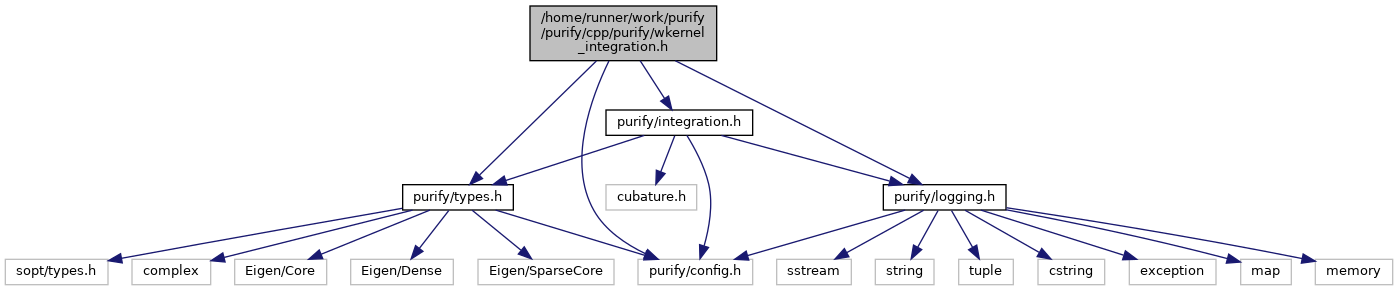 /home/runner/work/purify
/purify/cpp/purify/wkernel
_integration.h
purify/integration.h
purify/types.h
cubature.h
purify/logging.h
sopt/types.h
complex
Eigen/Core
Eigen/Dense
Eigen/SparseCore
purify/config.h
sstream
string
tuple
cstring
exception
map
memory